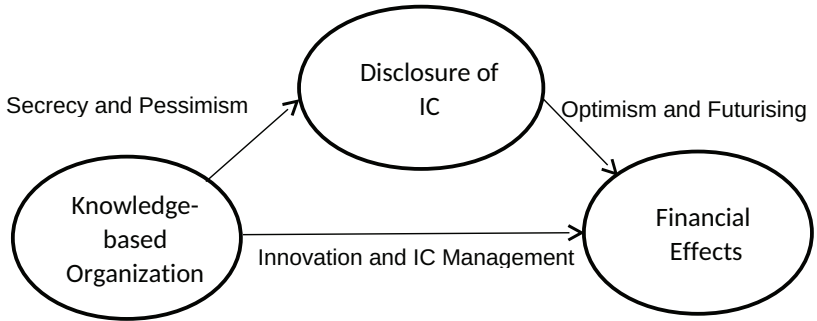 Disclosure of
IC
Secrecy and Pessimism
Optimism and Futurising
Knowledge-
based
Organization
Financial
Effects
Innovation and IC Management